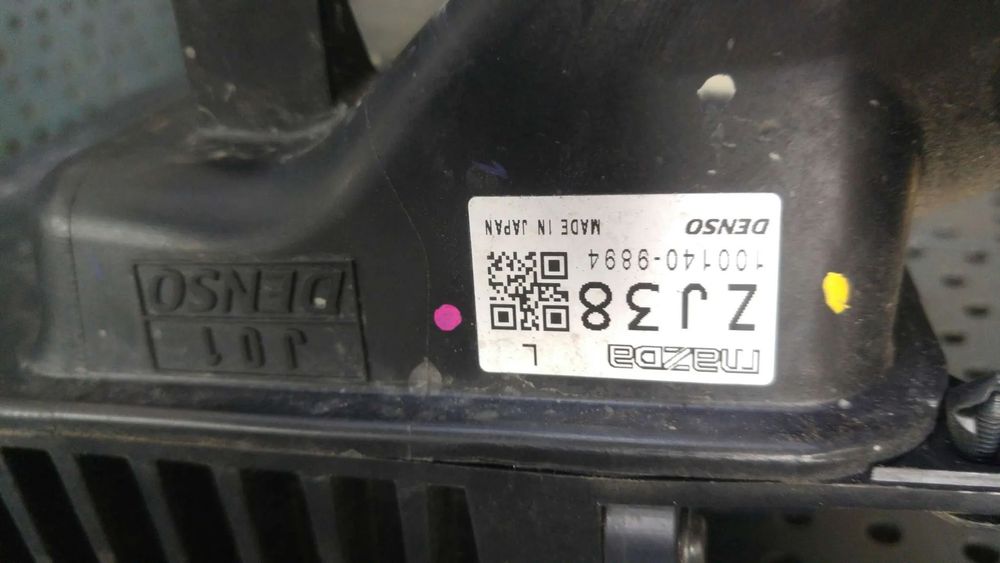 mazda L
ZJ38
100140-9894
DENSO MADE IN JAPAN
J01
DENSO